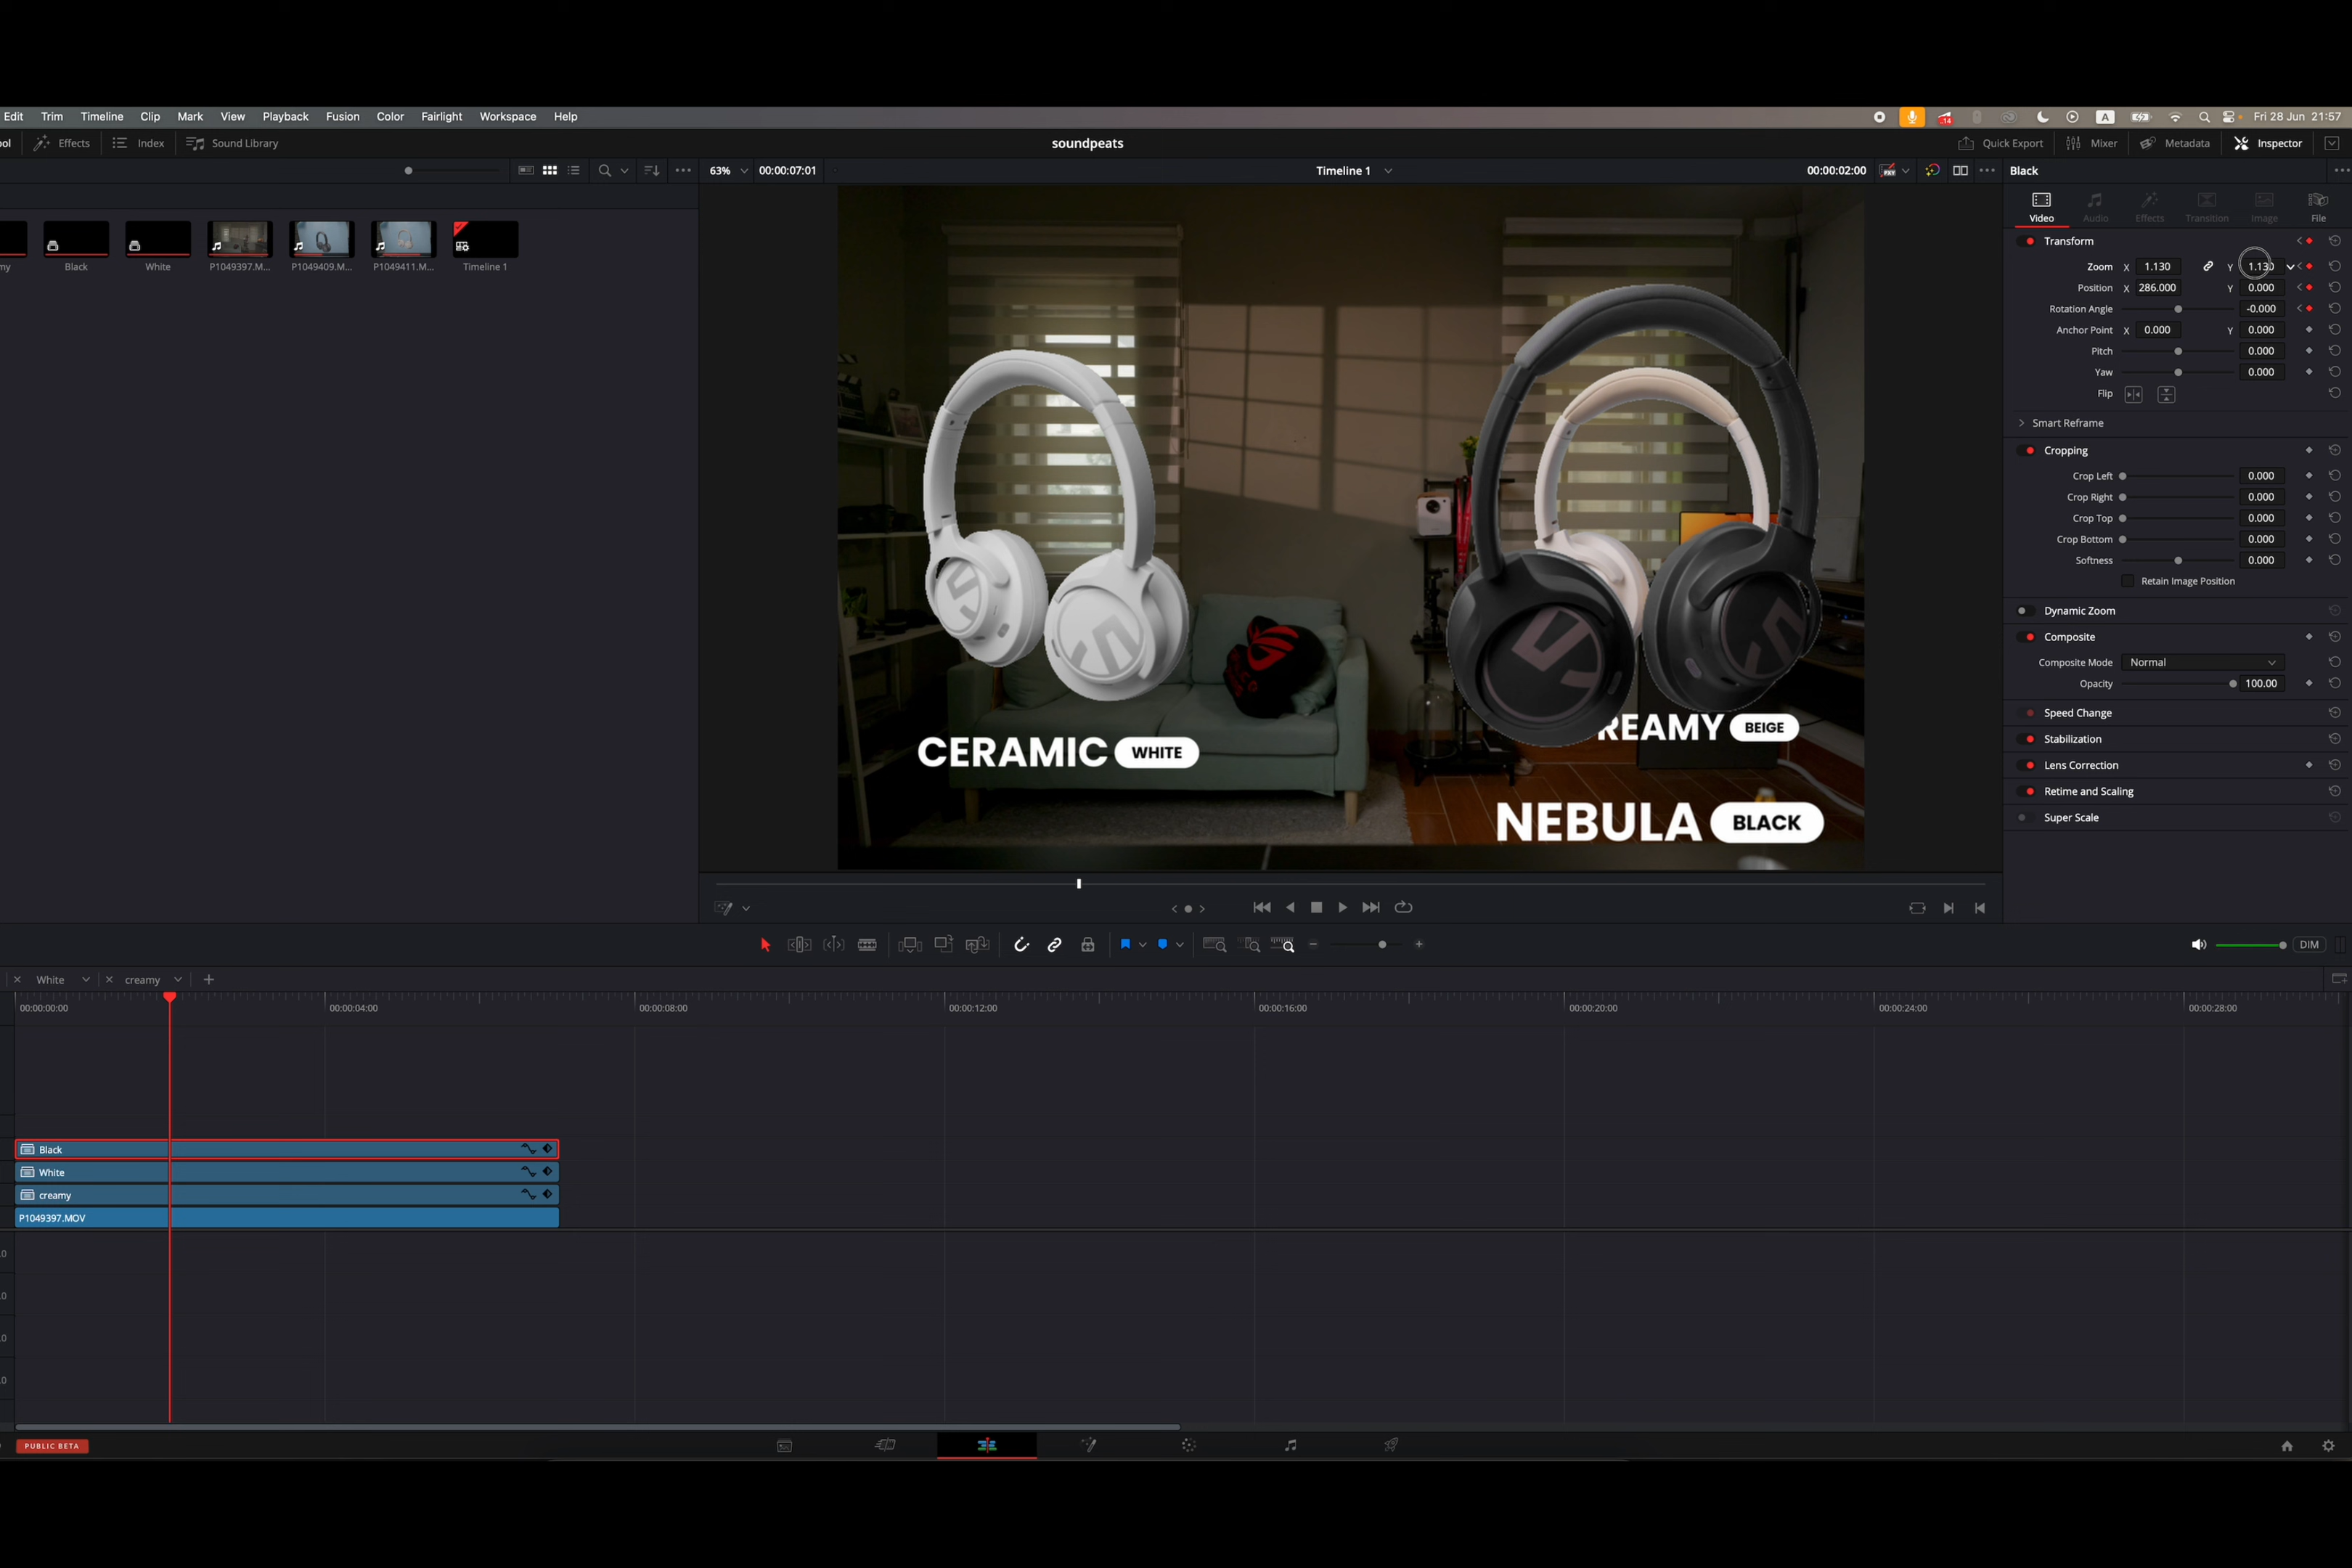 Edit Trim Timeline Clip Mark View Playback Fusion Color Fairlight Workspace Help
14 A Fri 28 Jun 21:57
ool Effects Index Sound Library
soundpeats
Quick Export Mixer Metadata Inspector
63% 00:00:07:01
Timeline 1
00:00:02:00
Black
my Black White P1049397.M... P1049409.M... P1049411.M... Timeline 1
Video Audio Effects Transition Image File
Transform
Zoom X 1.130 Y 1.130
Position X 286.000 Y 0.000
Rotation Angle -0.000
Anchor Point X 0.000 Y 0.000
Pitch 0.000
Yaw 0.000
Flip
Smart Reframe
Cropping
Crop Left 0.000
Crop Right 0.000
Crop Top 0.000
Crop Bottom 0.000
Softness 0.000
Retain Image Position
Dynamic Zoom
Composite
Composite Mode Normal
Opacity 100.00
Speed Change
Stabilization
Lens Correction
Retime and Scaling
Super Scale
CERAMIC WHITE
REAMY BEIGE
NEBULA BLACK
DIM
White creamy
00:00:00:00 00:00:04:00 00:00:08:00 00:00:12:00 00:00:16:00 00:00:20:00 00:00:24:00 00:00:28:00
Black
White
creamy
P1049397.MOV
.0
.0
.0
.0
PUBLIC BETA